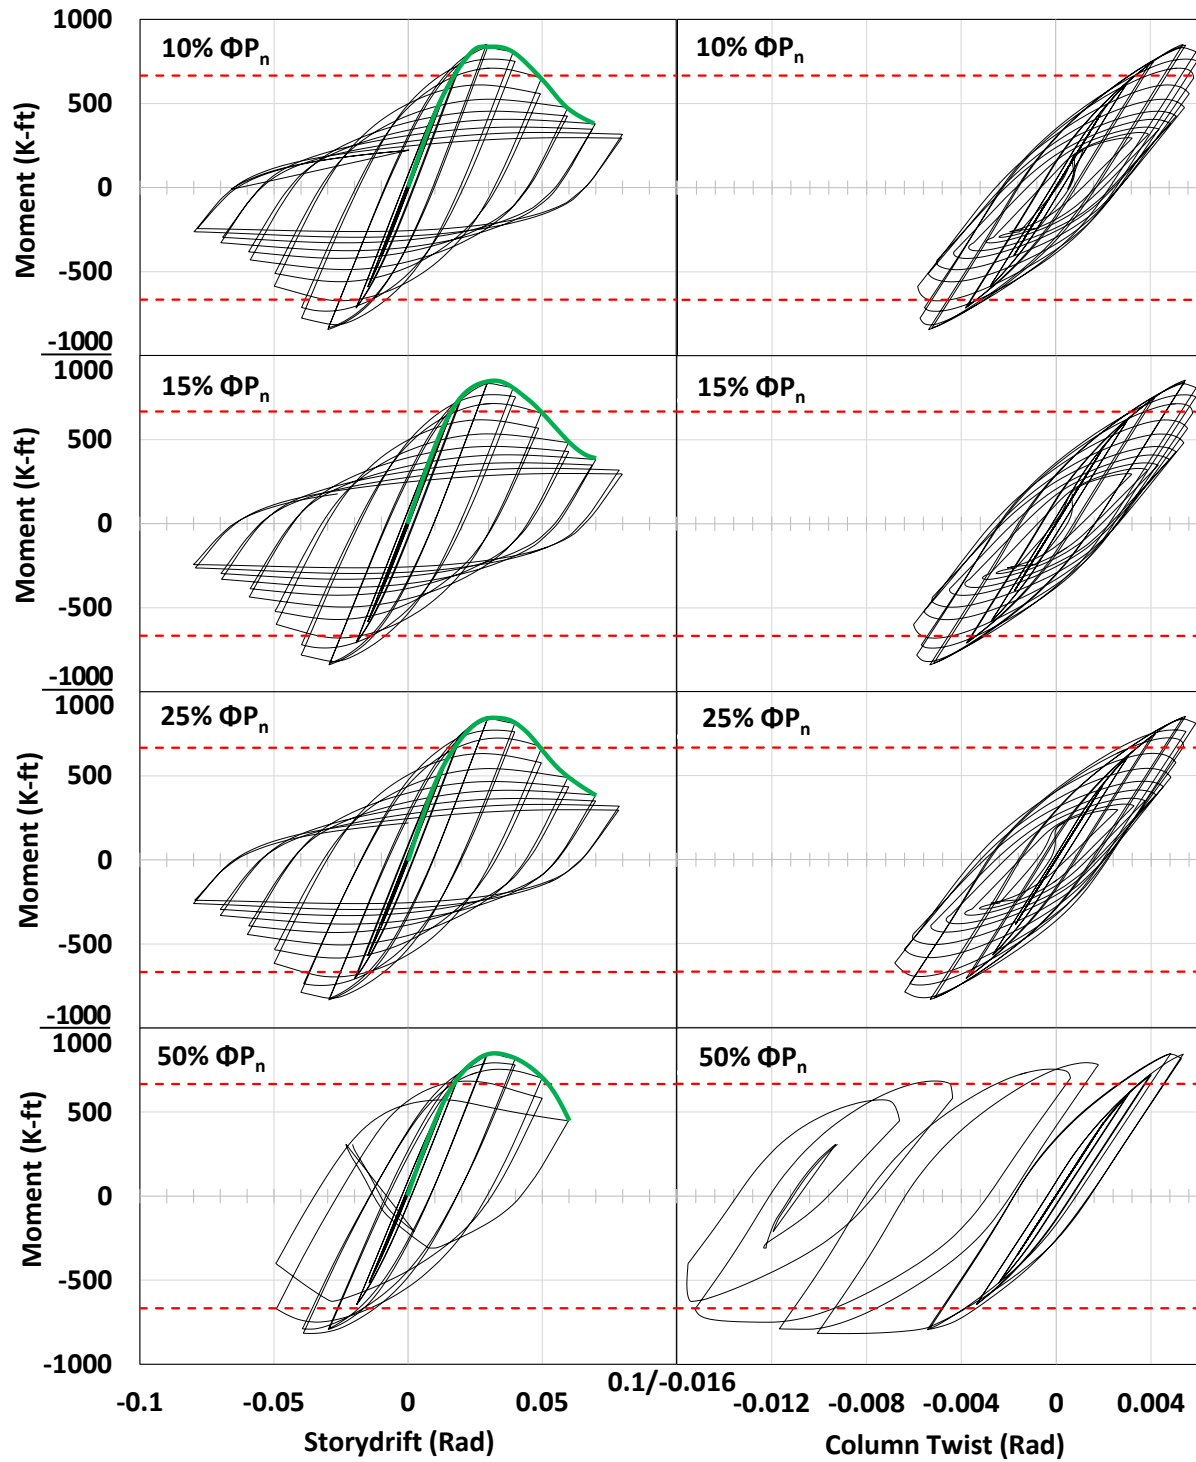 1000
10% ΦPn
10% ΦPn
500
0
-500
-1000
Moment (K-ft)
1000
15% ΦPn
15% ΦPn
500
0
-500
-1000
Moment (K-ft)
1000
25% ΦPn
25% ΦPn
500
0
-500
-1000
Moment (K-ft)
1000
50% ΦPn
50% ΦPn
500
0
-500
-1000
Moment (K-ft)
-0.1 -0.05 0 0.05 0.1/-0.016 -0.012 -0.008 -0.004 0 0.004
Storydrift (Rad)
Column Twist (Rad)